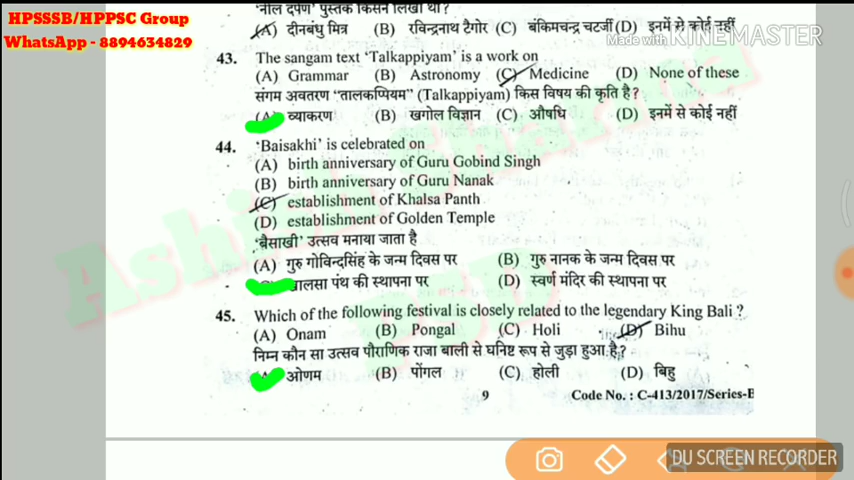 HPSSSB/HPPSC Group
WhatsApp - 8894634829
'नील दर्पण' पुस्तक किसने लिखी थी ?
(A) दीनबंधु मित्र (B) रविन्द्रनाथ टैगोर (C) बंकिमचन्द्र चटर्जी (D) इनमें से कोई नहीं
Made with KINEMASTER
43. The sangam text 'Talkappiyam' is a work on
(A) Grammar (B) Astronomy (C) Medicine (D) None of these
संगम अवतरण "तालकप्पियम" (Talkappiyam) किस विषय की कृति है ?
(A) व्याकरण (B) खगोल विज्ञान (C) औषधि (D) इनमें से कोई नहीं
44. 'Baisakhi' is celebrated on
(A) birth anniversary of Guru Gobind Singh
(B) birth anniversary of Guru Nanak
(C) establishment of Khalsa Panth
(D) establishment of Golden Temple
'बैसाखी' उत्सव मनाया जाता है
(A) गुरु गोविन्दसिंह के जन्म दिवस पर (B) गुरु नानक के जन्म दिवस पर
खालसा पंथ की स्थापना पर (D) स्वर्ण मंदिर की स्थापना पर
45. Which of the following festival is closely related to the legendary King Bali ?
(A) Onam (B) Pongal (C) Holi (D) Bihu
निम्न कौन सा उत्सव पौराणिक राजा बाली से घनिष्ट रूप से जुड़ा हुआ है ?
ओणम (B) पोंगल (C) होली (D) बिहु
9 Code No. : C-413/2017/Series-E
DU SCREEN RECORDER